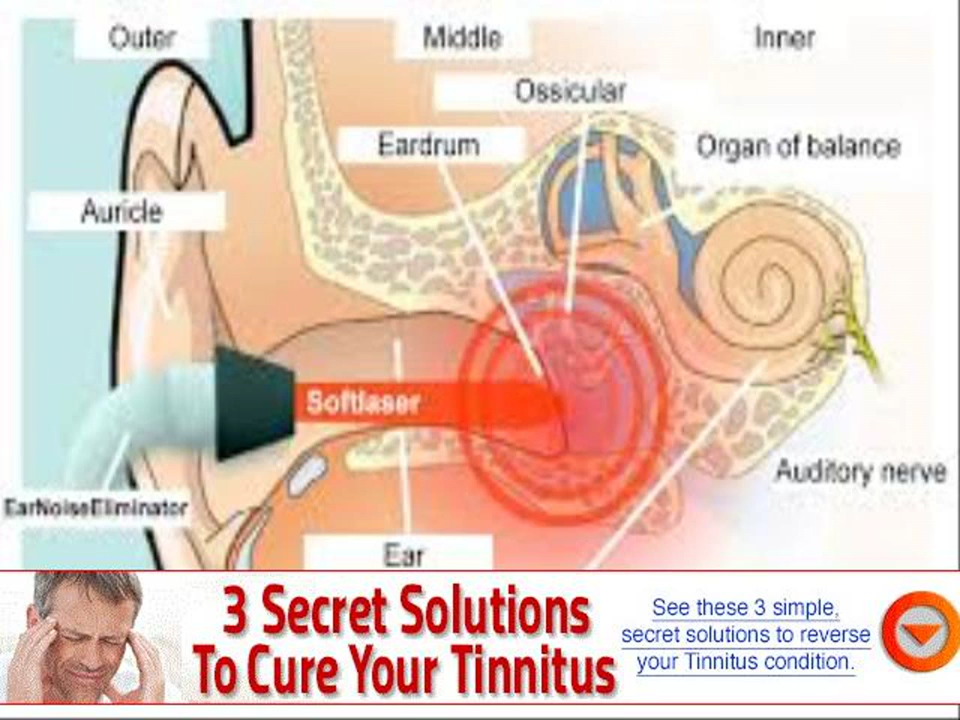 Outer
Middle
Inner
Ossicular
Eardrum
Organ of balance
Auricle
Softlaser
Auditory nerve
EarNoiseEliminator
Ear
3 Secret Solutions
To Cure Your Tinnitus
See these 3 simple,
secret solutions to reverse
your Tinnitus condition.